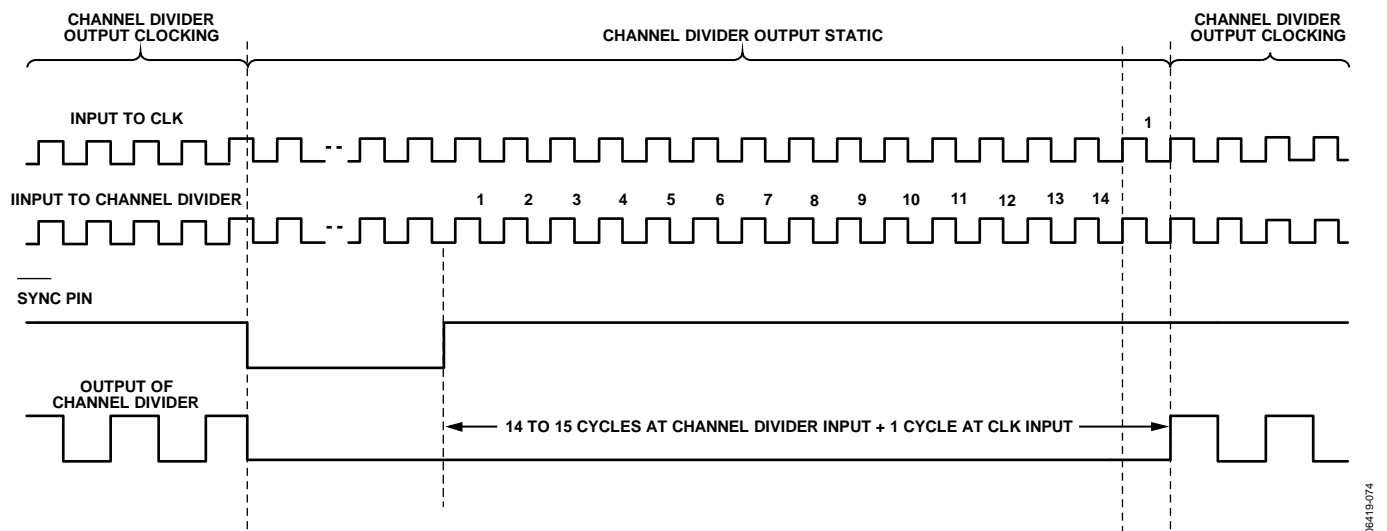 CHANNEL DIVIDER
OUTPUT CLOCKING
CHANNEL DIVIDER OUTPUT STATIC
CHANNEL DIVIDER
OUTPUT CLOCKING
INPUT TO CLK
1
IINPUT TO CHANNEL DIVIDER
1 2 3 4 5 6 7 8 9 10 11 12 13 14
SYNC PIN
OUTPUT OF
CHANNEL DIVIDER
14 TO 15 CYCLES AT CHANNEL DIVIDER INPUT + 1 CYCLE AT CLK INPUT
06419-074